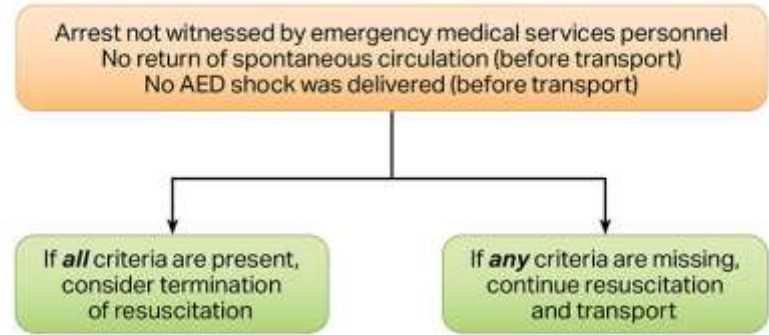 Arrest not witnessed by emergency medical services personnel
No return of spontaneous circulation (before transport)
No AED shock was delivered (before transport)
If all criteria are present,
consider termination
of resuscitation
If any criteria are missing,
continue resuscitation
and transport